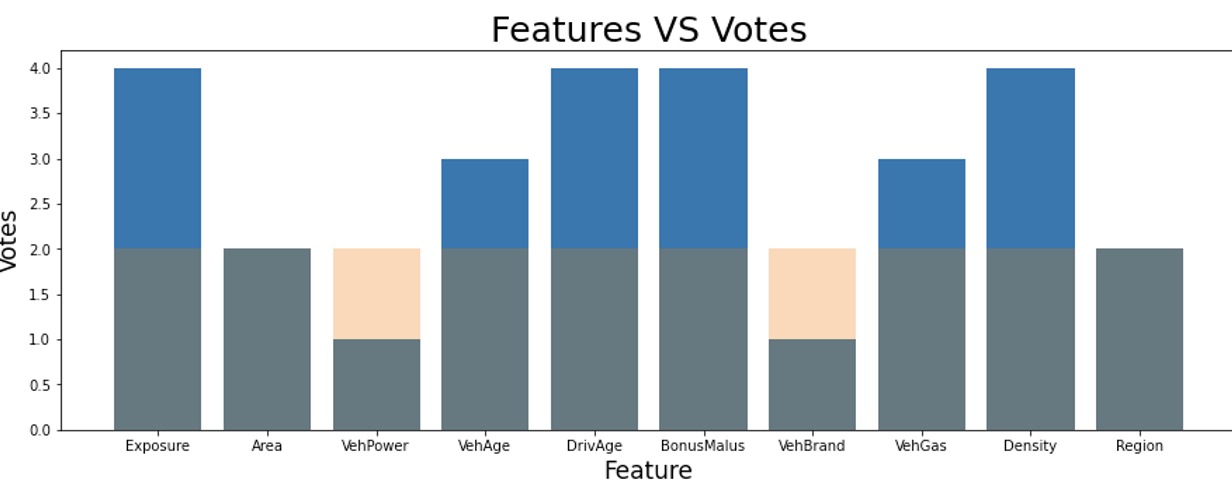 Features VS Votes
Votes
4.0
3.5
3.0
2.5
2.0
1.5
1.0
0.5
0.0
Exposure Area VehPower VehAge DrivAge BonusMalus VehBrand VehGas Density Region
Feature